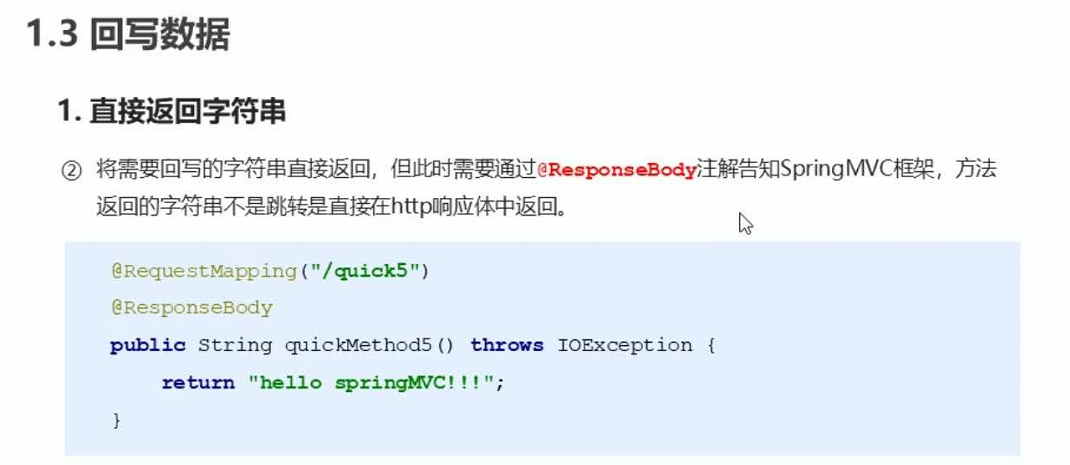 1.3 回写数据
1. 直接返回字符串
② 将需要回写的字符串直接返回，但此时需要通过@ResponseBody注解告知SpringMVC框架，方法
返回的字符串不是跳转是直接在http响应体中返回。
@RequestMapping("/quick5")
@ResponseBody
public String quickMethod5() throws IOException {
return "hello springMVC!!!";
}